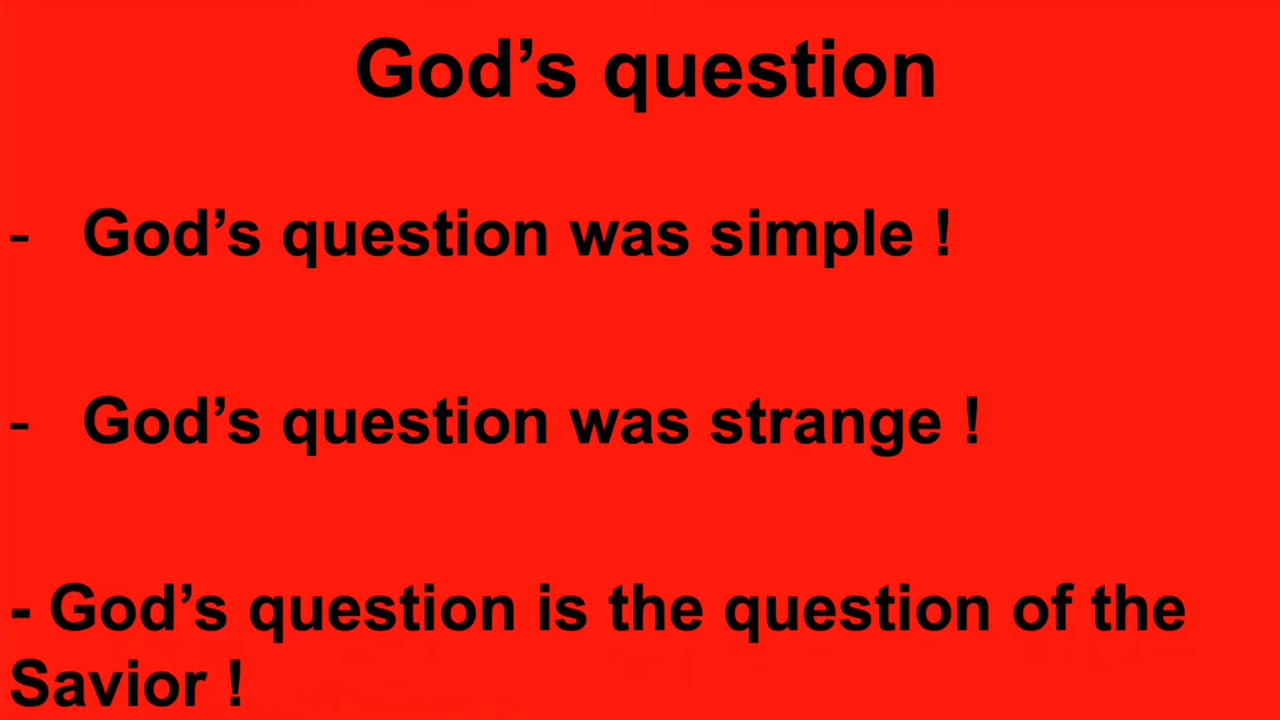 God’s question
- God’s question was simple !
- God’s question was strange !
- God’s question is the question of the
Savior !